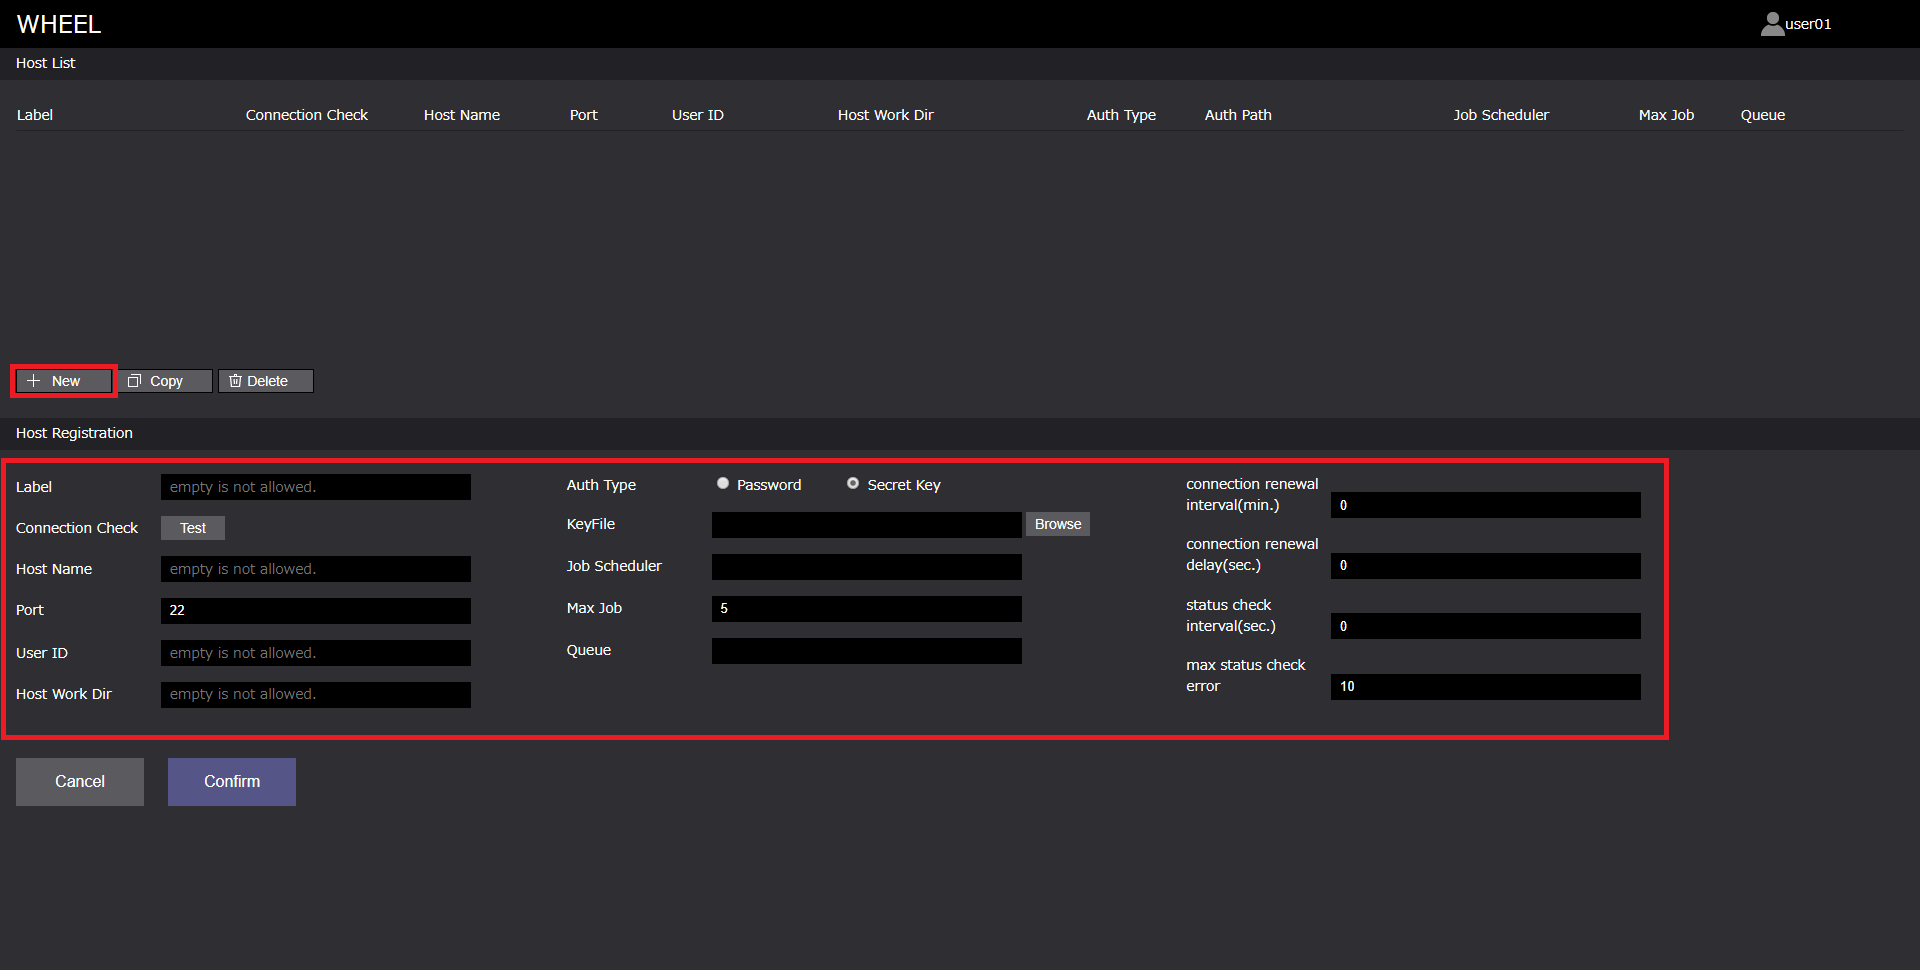 WHEEL
user01
Host List
Label Connection Check Host Name Port User ID Host Work Dir Auth Type Auth Path Job Scheduler Max Job Queue
New Copy Delete
Host Registration
Label empty is not allowed.
Connection Check Test
Host Name empty is not allowed.
Port 22
User ID empty is not allowed.
Host Work Dir empty is not allowed.
Auth Type Password Secret Key
KeyFile Browse
Job Scheduler
Max Job 5
Queue
connection renewal
interval(min.) 0
connection renewal
delay(sec.) 0
status check
interval(sec.) 0
max status check
error 10
Cancel Confirm